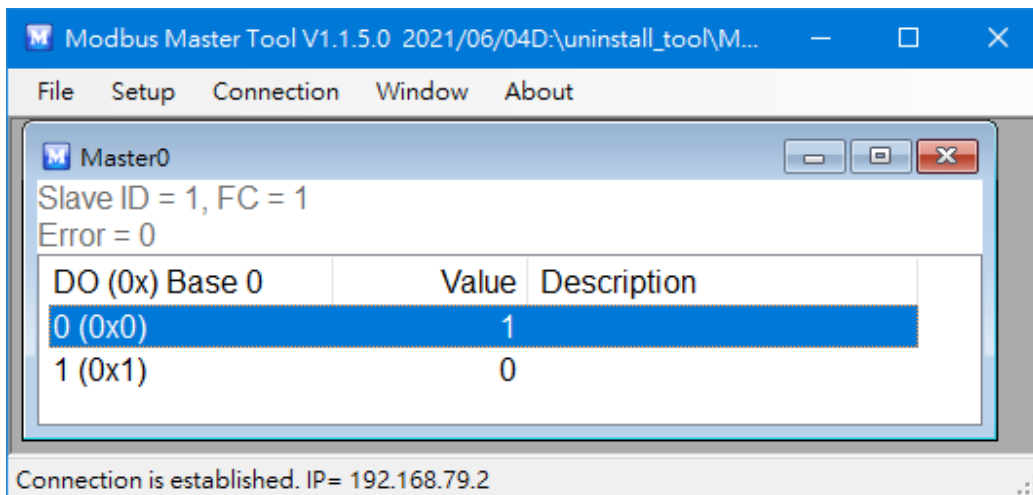 Modbus Master Tool V1.1.5.0 2021/06/04D:\uninstall_tool\M...
File Setup Connection Window About
Master0
Slave ID = 1, FC = 1
Error = 0
DO (0x) Base 0 Value Description
0 (0x0) 1
1 (0x1) 0
Connection is established. IP= 192.168.79.2